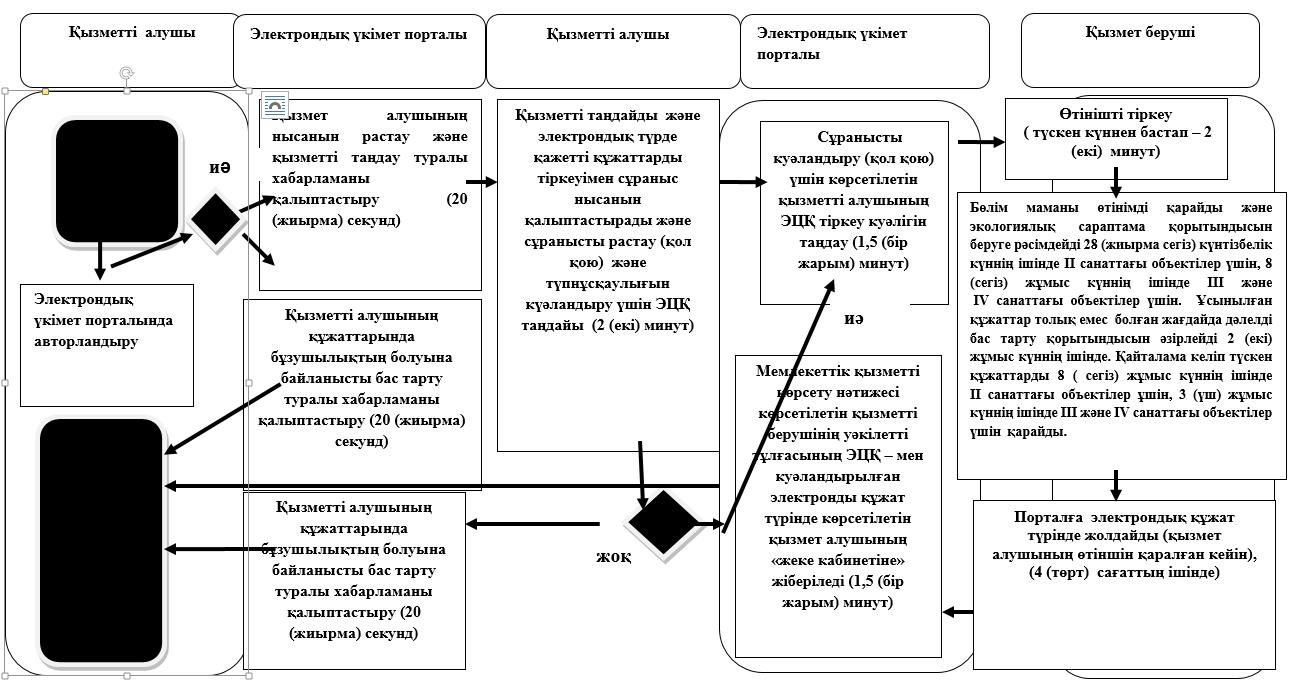 Қызметті алушы
Электрондық үкімет порталы
Қызметті алушы
Электрондық үкімет
порталы
Қызмет беруші
иә
Электрондық
үкімет порталында
авторландыру
Қызмет алушының
нысанын растау және
қызметті таңдау туралы
хабарламаны
қалыптастыру (20
(жиырма) секунд)
Қызметті алушының
құжаттарында
бұзушылықтың болуына
байланысты бас тарту
туралы хабарламаны
қалыптастыру (20 (жиырма)
секунд)
Қызметті алушының
құжаттарында
бұзушылықтың болуына
байланысты бас тарту
туралы хабарламаны
қалыптастыру (20
(жиырма) секунд)
Қызметті таңдайды және
электрондық түрде
қажетті құжаттарды
тіркеуімен сұраныс
нысанын
қалыптастырады және
сұранысты растау (қол
қою) және
түпнұсқаулығын
куәландыру үшін ЭЦҚ
таңдайы (2 (екі) минут)
жоқ
Сұранысты
куәландыру (қол қою)
үшін көрсетілетін
қызметті алушының
ЭЦҚ тіркеу куәлігін
таңдау (1,5 (бір
жарым) минут)
иә
Мемлекеттік қызметті
көрсету нәтижесі
көрсетілетін қызметті
берушінің уәкілетті
тұлғасының ЭЦҚ – мен
куәландырылған
электронды құжат
түрінде көрсетілетін
қызмет алушының
«жеке кабинетіне»
жіберіледі (1,5 (бір
жарым) минут)
Өтінішті тіркеу
( түскен күннен бастап – 2
(екі) минут)
Бөлім маманы өтінімді қарайды және
экологиялық сараптама қорытындысын
беруге рәсімдейді 28 (жиырма сегіз) күнтізбелік
күннің ішінде II санаттағы объектілер үшін, 8
(сегіз) жұмыс күннің ішінде III және
IV санаттағы объектілер үшін. Ұсынылған
құжаттар толық емес болған жағдайда дәлелді
бас тарту қорытындысын әзірлейді 2 (екі)
жұмыс күннің ішінде. Қайталама келіп түскен
құжаттарды 8 ( сегіз) жұмыс күннің ішінде
II санаттағы объектілер ұшін, 3 (үш) жұмыс
күннің ішінде III және IV санаттағы объектілер
үшін қарайды.
Порталға электрондық құжат
түрінде жолдайды (қызмет
алушының өтіншін қаралған кейін),
(4 (төрт) сағаттың ішінде)